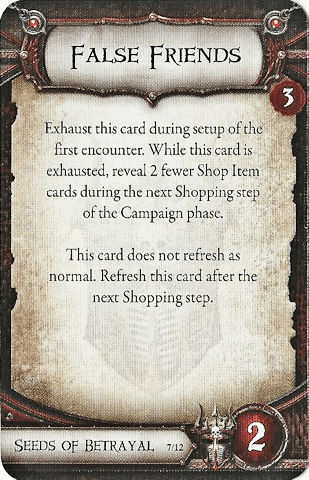 False Friends
3
Exhaust this card during setup of the
first encounter. While this card is
exhausted, reveal 2 fewer Shop Item
cards during the next Shopping step
of the Campaign phase.
This card does not refresh as
normal. Refresh this card after the
next Shopping step.
Seeds of Betrayal 7/12
2